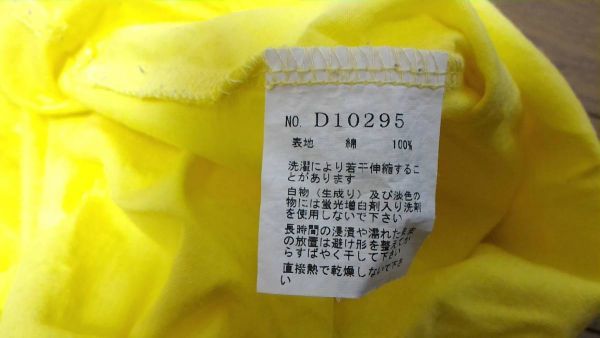 NO. D10295
表地 綿 100%
洗濯により若干伸縮するこ
とがあります
白物（生成り）及び淡色の
物には蛍光増白剤入り洗剤
を使用しないで下さい
長時間の浸漬や濡れた
の放置は避け形を整えてか
らすばやく干して下さい
直接熱で乾燥しないで下さ
い